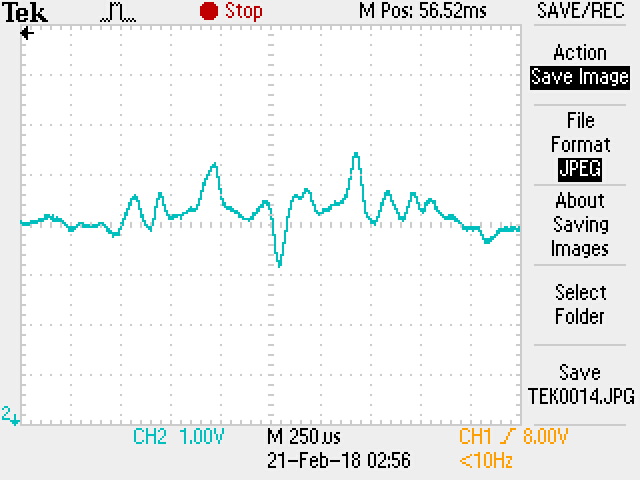 Tek Stop M Pos: 56.52ms SAVE/REC
Action
Save Image
File
Format
JPEG
About
Saving
Images
Select
Folder
Save
TEK0014.JPG
2
CH2 1.00V M 250µs CH1 8.00V
21-Feb-18 02:56 <10Hz